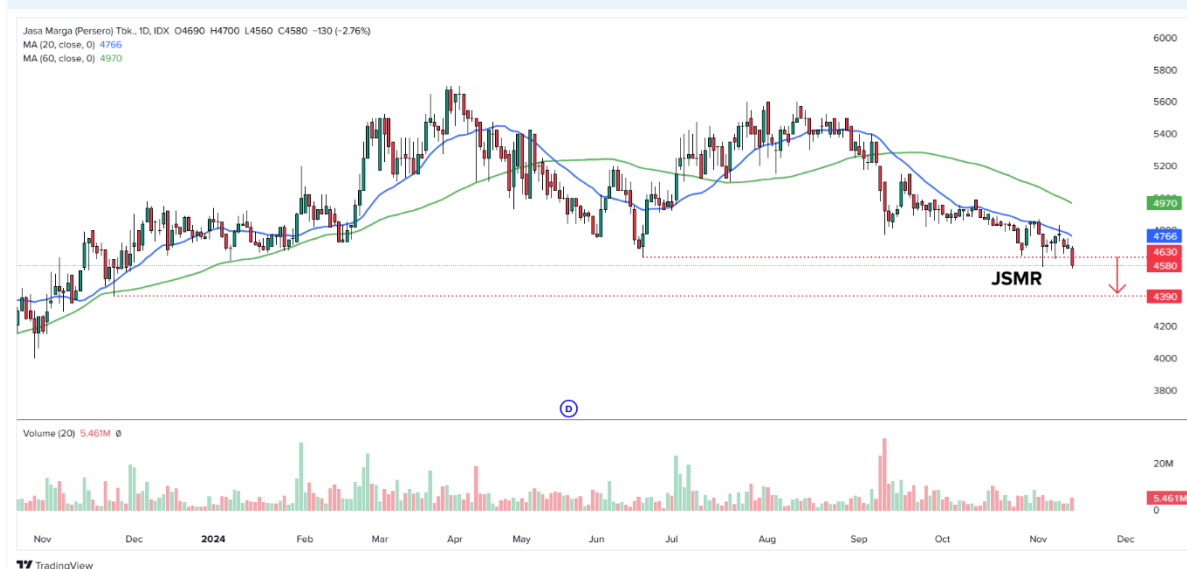 Jasa Marga (Persero) Tbk., 1D, IDX O4690 H4700 L4560 C4580 −130 (−2.76%)
MA (20, close, 0) 4766
MA (60, close, 0) 4970
6000
5800
5600
5400
5200
5000
4970
4800
4766
4630
4580
JSMR
4390
4200
4000
3800
D
Volume (20) 5.461M Ø
20M
5.461M
0
Nov Dec 2024 Feb Mar Apr May Jun Jul Aug Sep Oct Nov Dec
TradingView